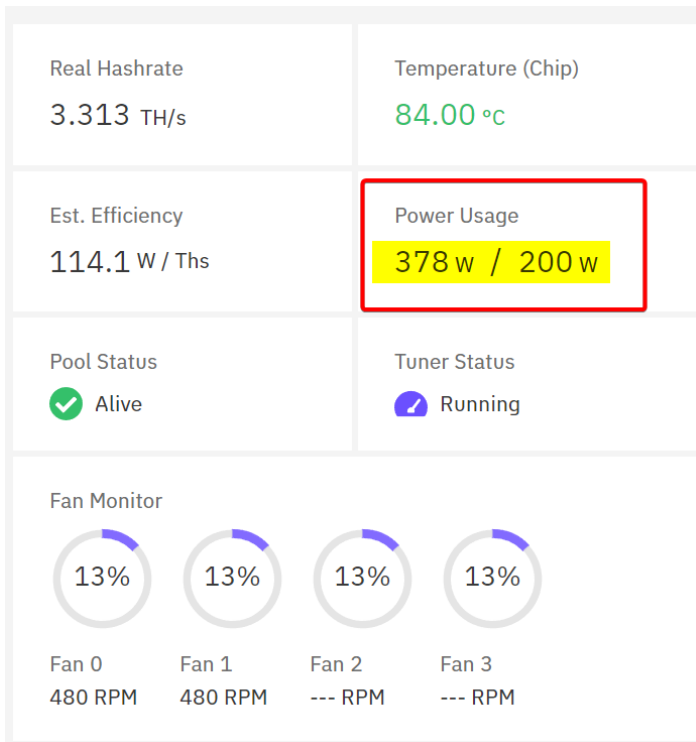 Real Hashrate
3.313 TH/s
Temperature (Chip)
84.00 °C
Est. Efficiency
114.1 W / Ths
Power Usage
378 W / 200 W
Pool Status
Alive
Tuner Status
Running
Fan Monitor
13% 13% 13% 13%
Fan 0 Fan 1 Fan 2 Fan 3
480 RPM 480 RPM --- RPM --- RPM